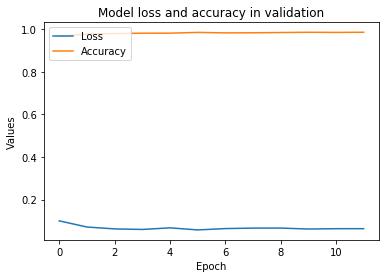 Model loss and accuracy in validation
1.0
0.8
0.6
0.4
0.2
Values
Loss
Accuracy
0 2 4 6 8 10
Epoch